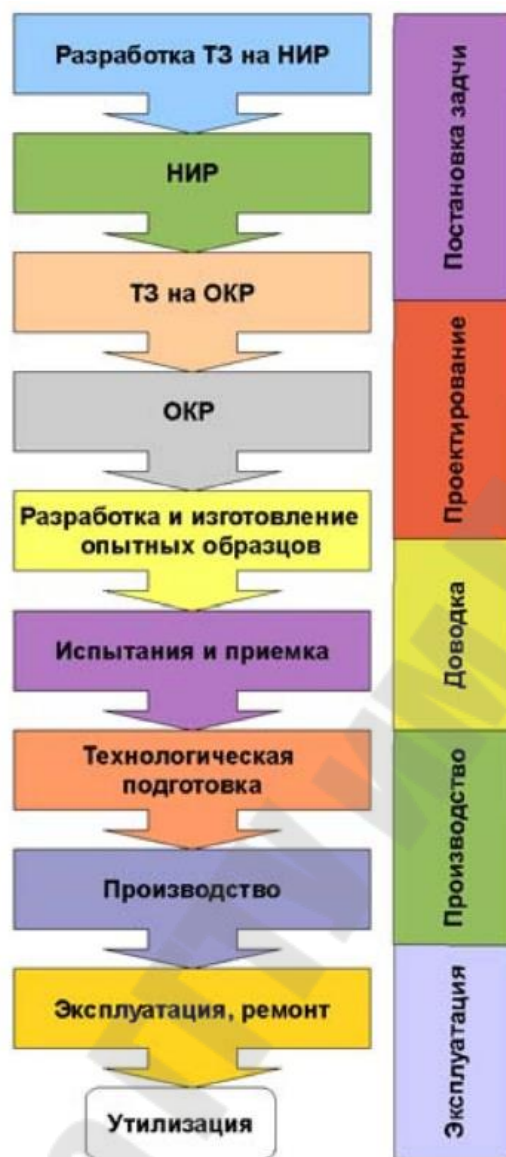 Разработка ТЗ на НИР
НИР
ТЗ на ОКР
ОКР
Разработка и изготовление
опытных образцов
Испытания и приемка
Технологическая
подготовка
Производство
Эксплуатация, ремонт
Утилизация
Постановка задчи
Проектирование
Доводка
Производство
Эксплуатация